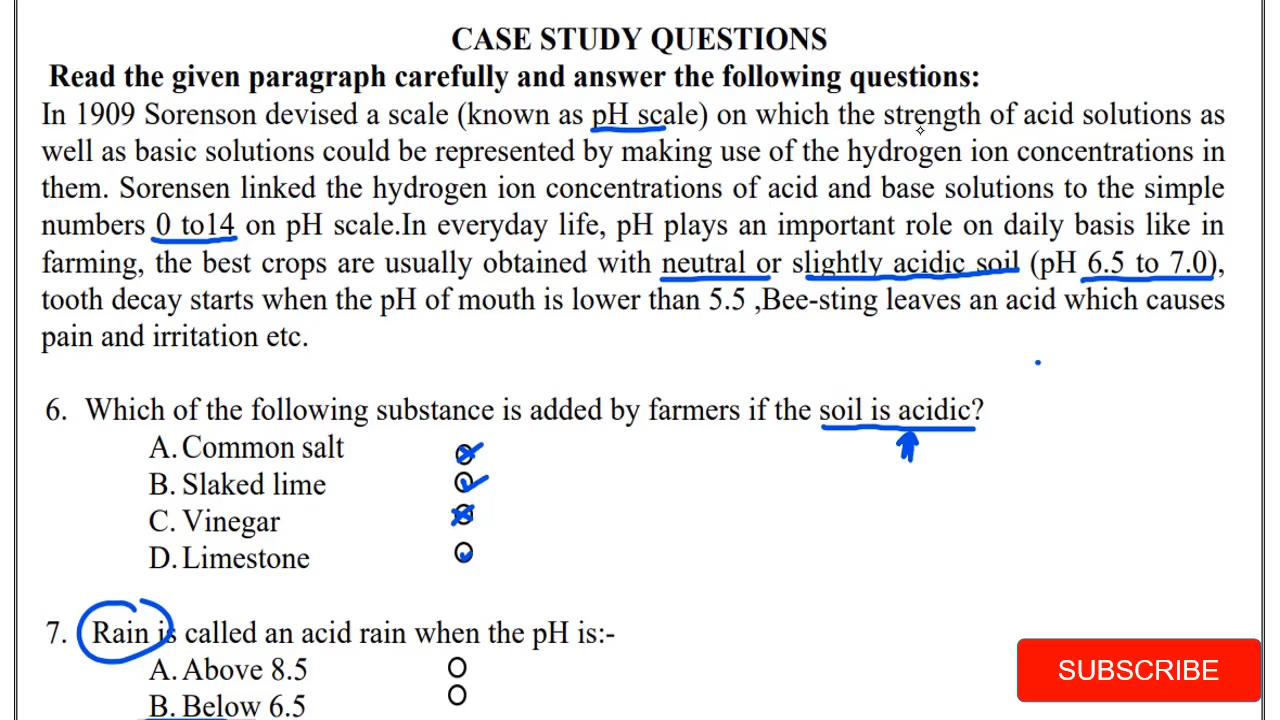 CASE STUDY QUESTIONS
Read the given paragraph carefully and answer the following questions:
In 1909 Sorenson devised a scale (known as pH scale) on which the strength of acid solutions as
well as basic solutions could be represented by making use of the hydrogen ion concentrations in
them. Sorensen linked the hydrogen ion concentrations of acid and base solutions to the simple
numbers 0 to14 on pH scale.In everyday life, pH plays an important role on daily basis like in
farming, the best crops are usually obtained with neutral or slightly acidic soil (pH 6.5 to 7.0),
tooth decay starts when the pH of mouth is lower than 5.5 ,Bee-sting leaves an acid which causes
pain and irritation etc.
6. Which of the following substance is added by farmers if the soil is acidic?
A. Common salt
B. Slaked lime
C. Vinegar
D. Limestone
7. Rain is called an acid rain when the pH is:-
A. Above 8.5
B. Below 6.5
SUBSCRIBE